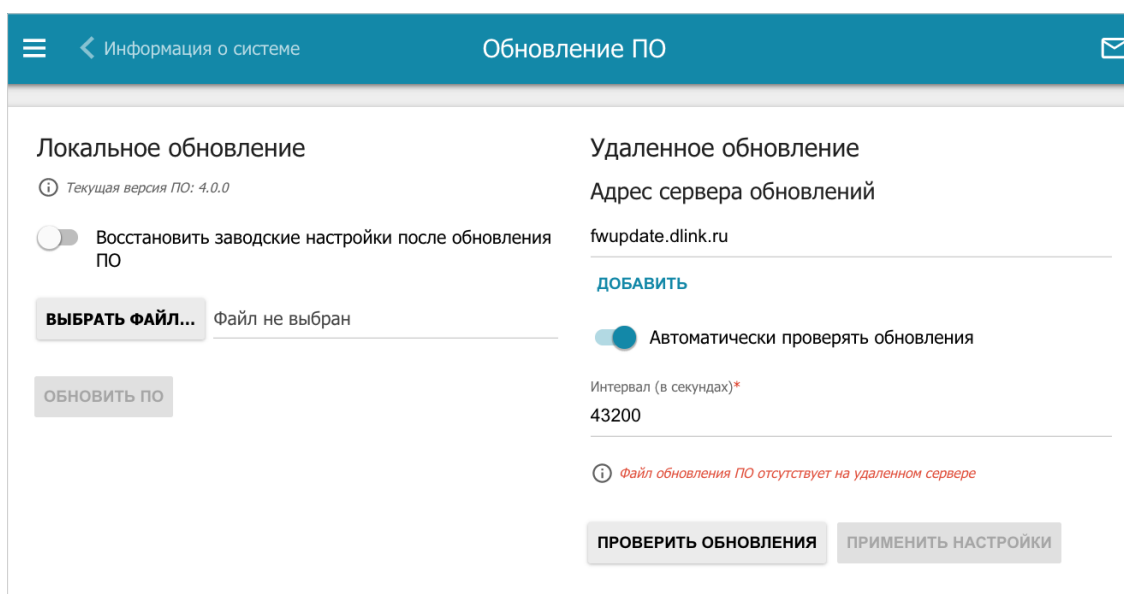 Информация о системе
Обновление ПО
Локальное обновление
Текущая версия ПО: 4.0.0
Восстановить заводские настройки после обновления
ПО
ВЫБРАТЬ ФАЙЛ... Файл не выбран
ОБНОВИТЬ ПО
Удаленное обновление
Адрес сервера обновлений
fwupdate.dlink.ru
ДОБАВИТЬ
Автоматически проверять обновления
Интервал (в секундах)*
43200
Файл обновления ПО отсутствует на удаленном сервере
ПРОВЕРИТЬ ОБНОВЛЕНИЯ ПРИМЕНИТЬ НАСТРОЙКИ